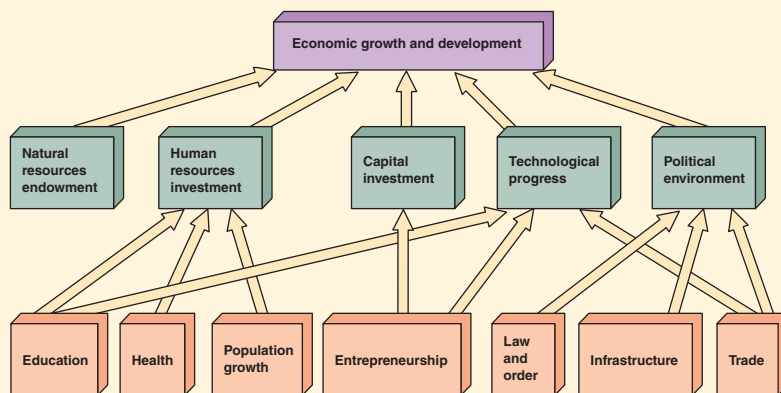 Economic growth and development
Natural
resources
endowment
Human
resources
investment
Capital
investment
Technological
progress
Political
environment
Education
Health
Population
growth
Entrepreneurship
Law
and
order
Infrastructure
Trade